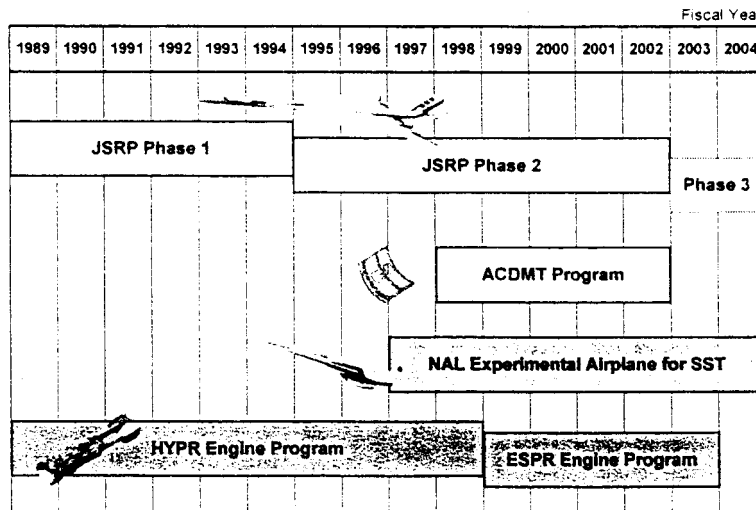 Fiscal Yea
1989 1990 1991 1992 1993 1994 1995 1996 1997 1998 1999 2000 2001 2002 2003 2004
JSRP Phase 1
JSRP Phase 2
Phase 3
ACDMT Program
NAL Experimental Airplane for SST
HYPR Engine Program
ESPR Engine Program